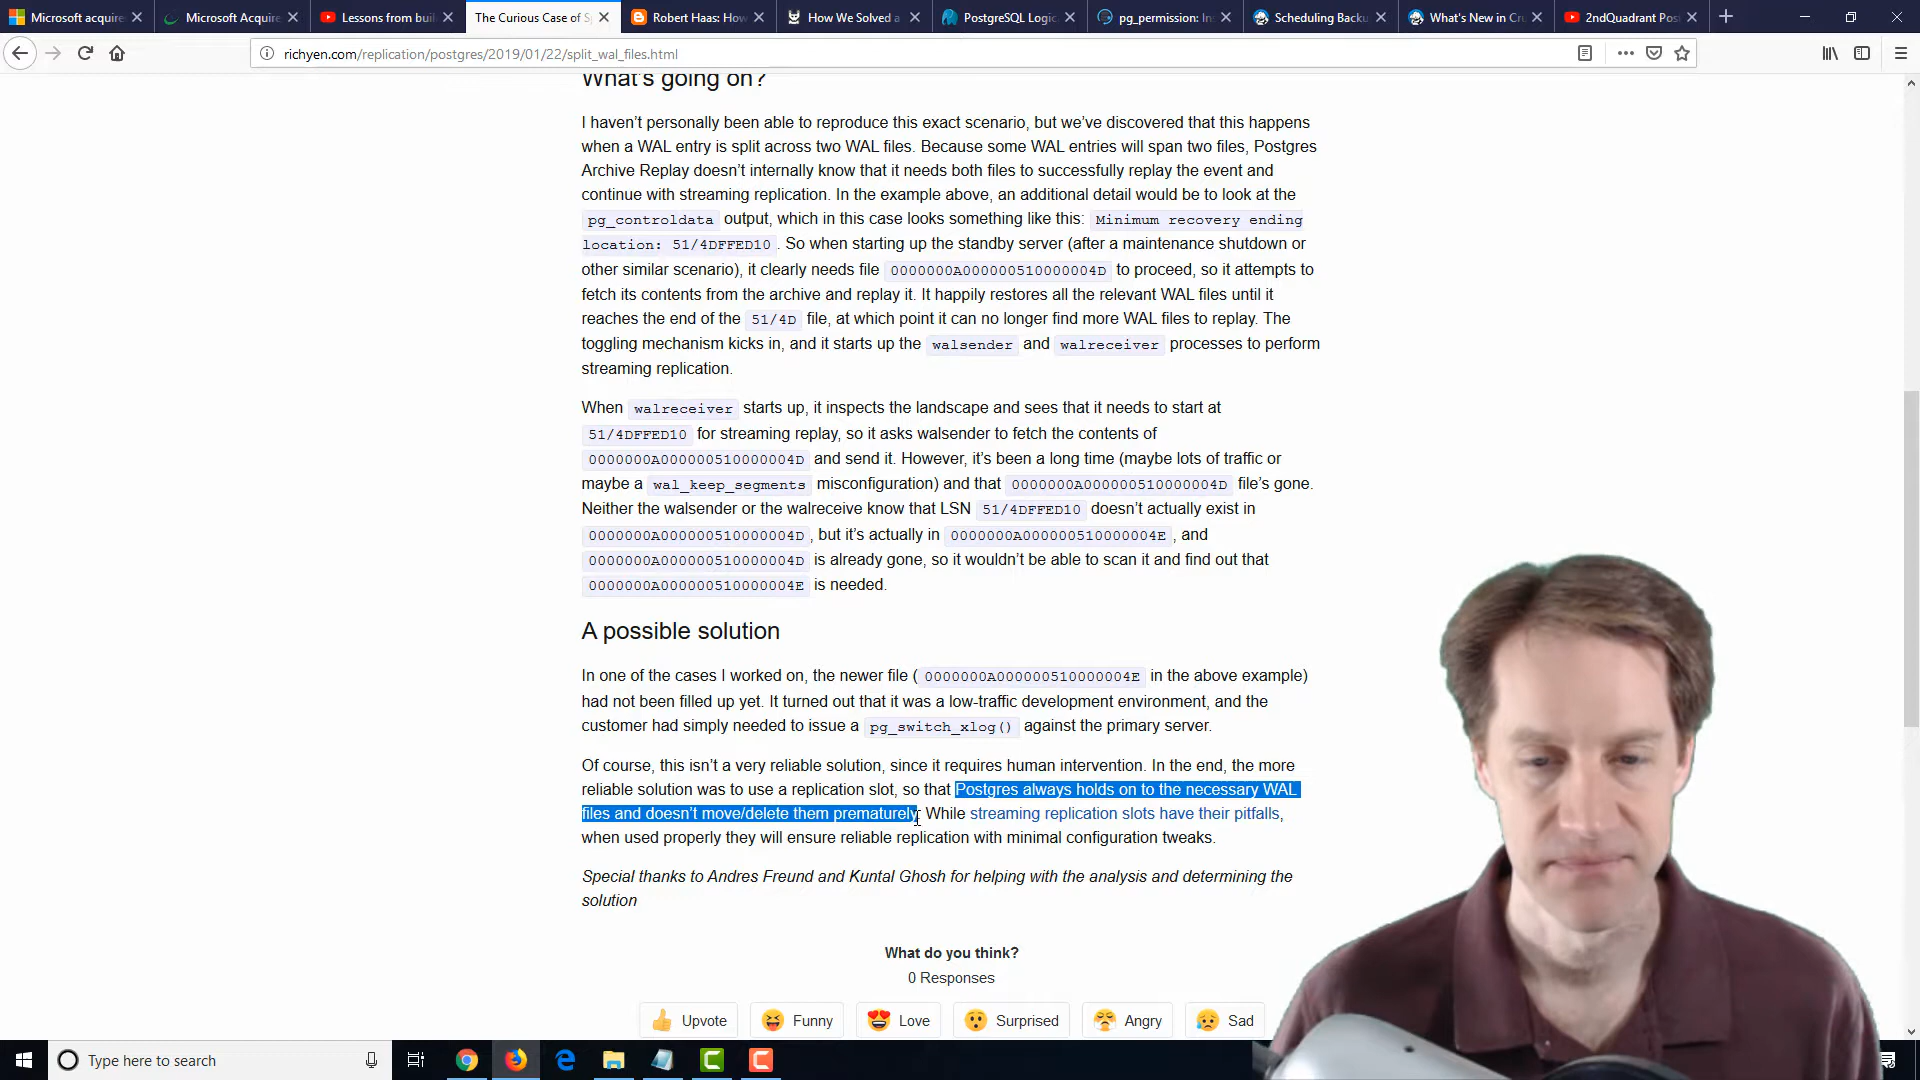 Microsoft acquire
Microsoft Acquire
Lessons from buil
The Curious Case of Sp
Robert Haas: How
How We Solved a
PostgreSQL Logic
pg_permission: In
Scheduling Backu
What's New in Cru
2ndQuadrant Pos
richyen.com/replication/postgres/2019/01/22/split_wal_files.html
What's going on?
I haven't personally been able to reproduce this exact scenario, but we've discovered that this happens
when a WAL entry is split across two WAL files. Because some WAL entries will span two files, Postgres
Archive Replay doesn't internally know that it needs both files to successfully replay the event and
continue with streaming replication. In the example above, an additional detail would be to look at the
pg_controldata output, which in this case looks something like this: Minimum recovery ending
location: 51/4DFFED10 . So when starting up the standby server (after a maintenance shutdown or
other similar scenario), it clearly needs file 0000000A000000510000004D to proceed, so it attempts to
fetch its contents from the archive and replay it. It happily restores all the relevant WAL files until it
reaches the end of the 51/4D file, at which point it can no longer find more WAL files to replay. The
toggling mechanism kicks in, and it starts up the walsender and walreceiver processes to perform
streaming replication.
When walreceiver starts up, it inspects the landscape and sees that it needs to start at
51/4DFFED10 for streaming replay, so it asks walsender to fetch the contents of
0000000A000000510000004D and send it. However, it's been a long time (maybe lots of traffic or
maybe a wal_keep_segments misconfiguration) and that 0000000A000000510000004D file's gone.
Neither the walsender or the walreceive know that LSN 51/4DFFED10 doesn't actually exist in
0000000A000000510000004D , but it's actually in 0000000A000000510000004E , and
0000000A000000510000004D is already gone, so it wouldn't be able to scan it and find out that
0000000A000000510000004E is needed.
A possible solution
In one of the cases I worked on, the newer file ( 0000000A000000510000004E in the above example)
had not been filled up yet. It turned out that it was a low-traffic development environment, and the
customer had simply needed to issue a pg_switch_xlog() against the primary server.
Of course, this isn't a very reliable solution, since it requires human intervention. In the end, the more
reliable solution was to use a replication slot, so that Postgres always holds on to the necessary WAL
files and doesn't move/delete them prematurely. While streaming replication slots have their pitfalls,
when used properly they will ensure reliable replication with minimal configuration tweaks.
Special thanks to Andres Freund and Kuntal Ghosh for helping with the analysis and determining the
solution
What do you think?
0 Responses
Upvote
Funny
Love
Surprised
Angry
Sad
Type here to search